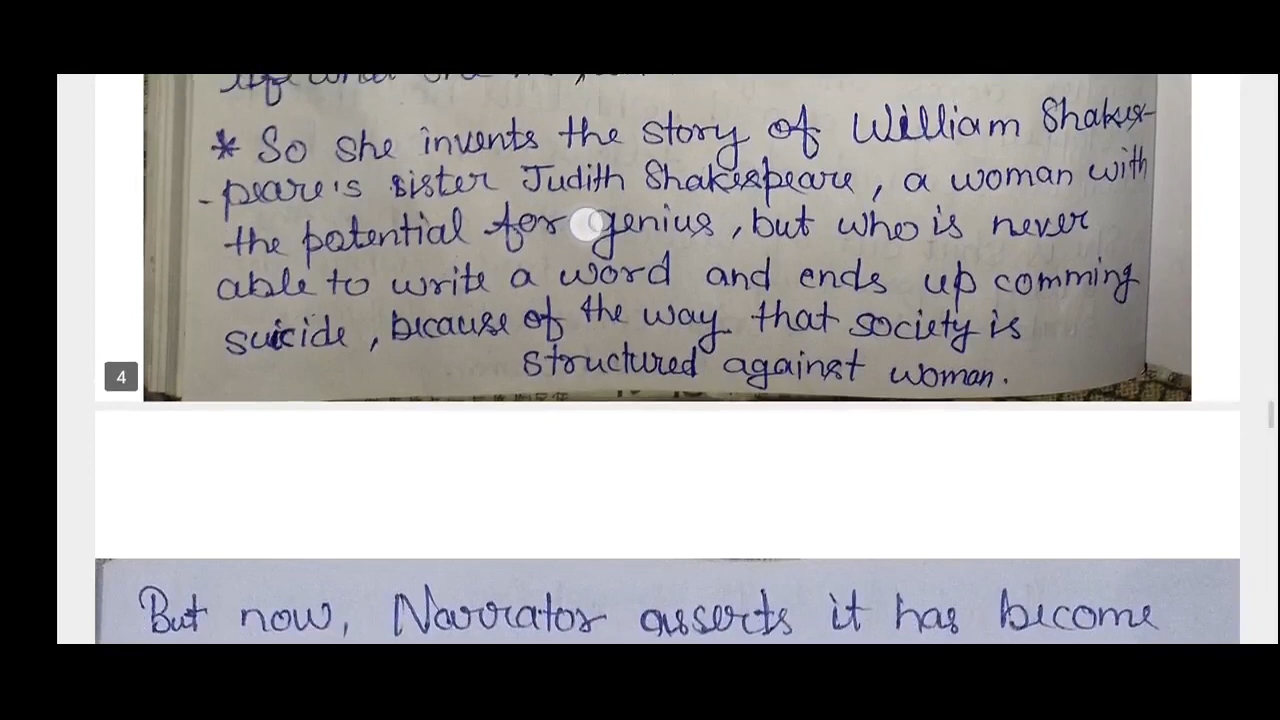 * So she invents the story of William Shakes-
- peare's sister Judith Shakespeare, a woman with
the potential for genius, but who is never
able to write a word and ends up comming
suicide, because of the way that society is
structured against woman.
4
But now, Narrator asserts it has become